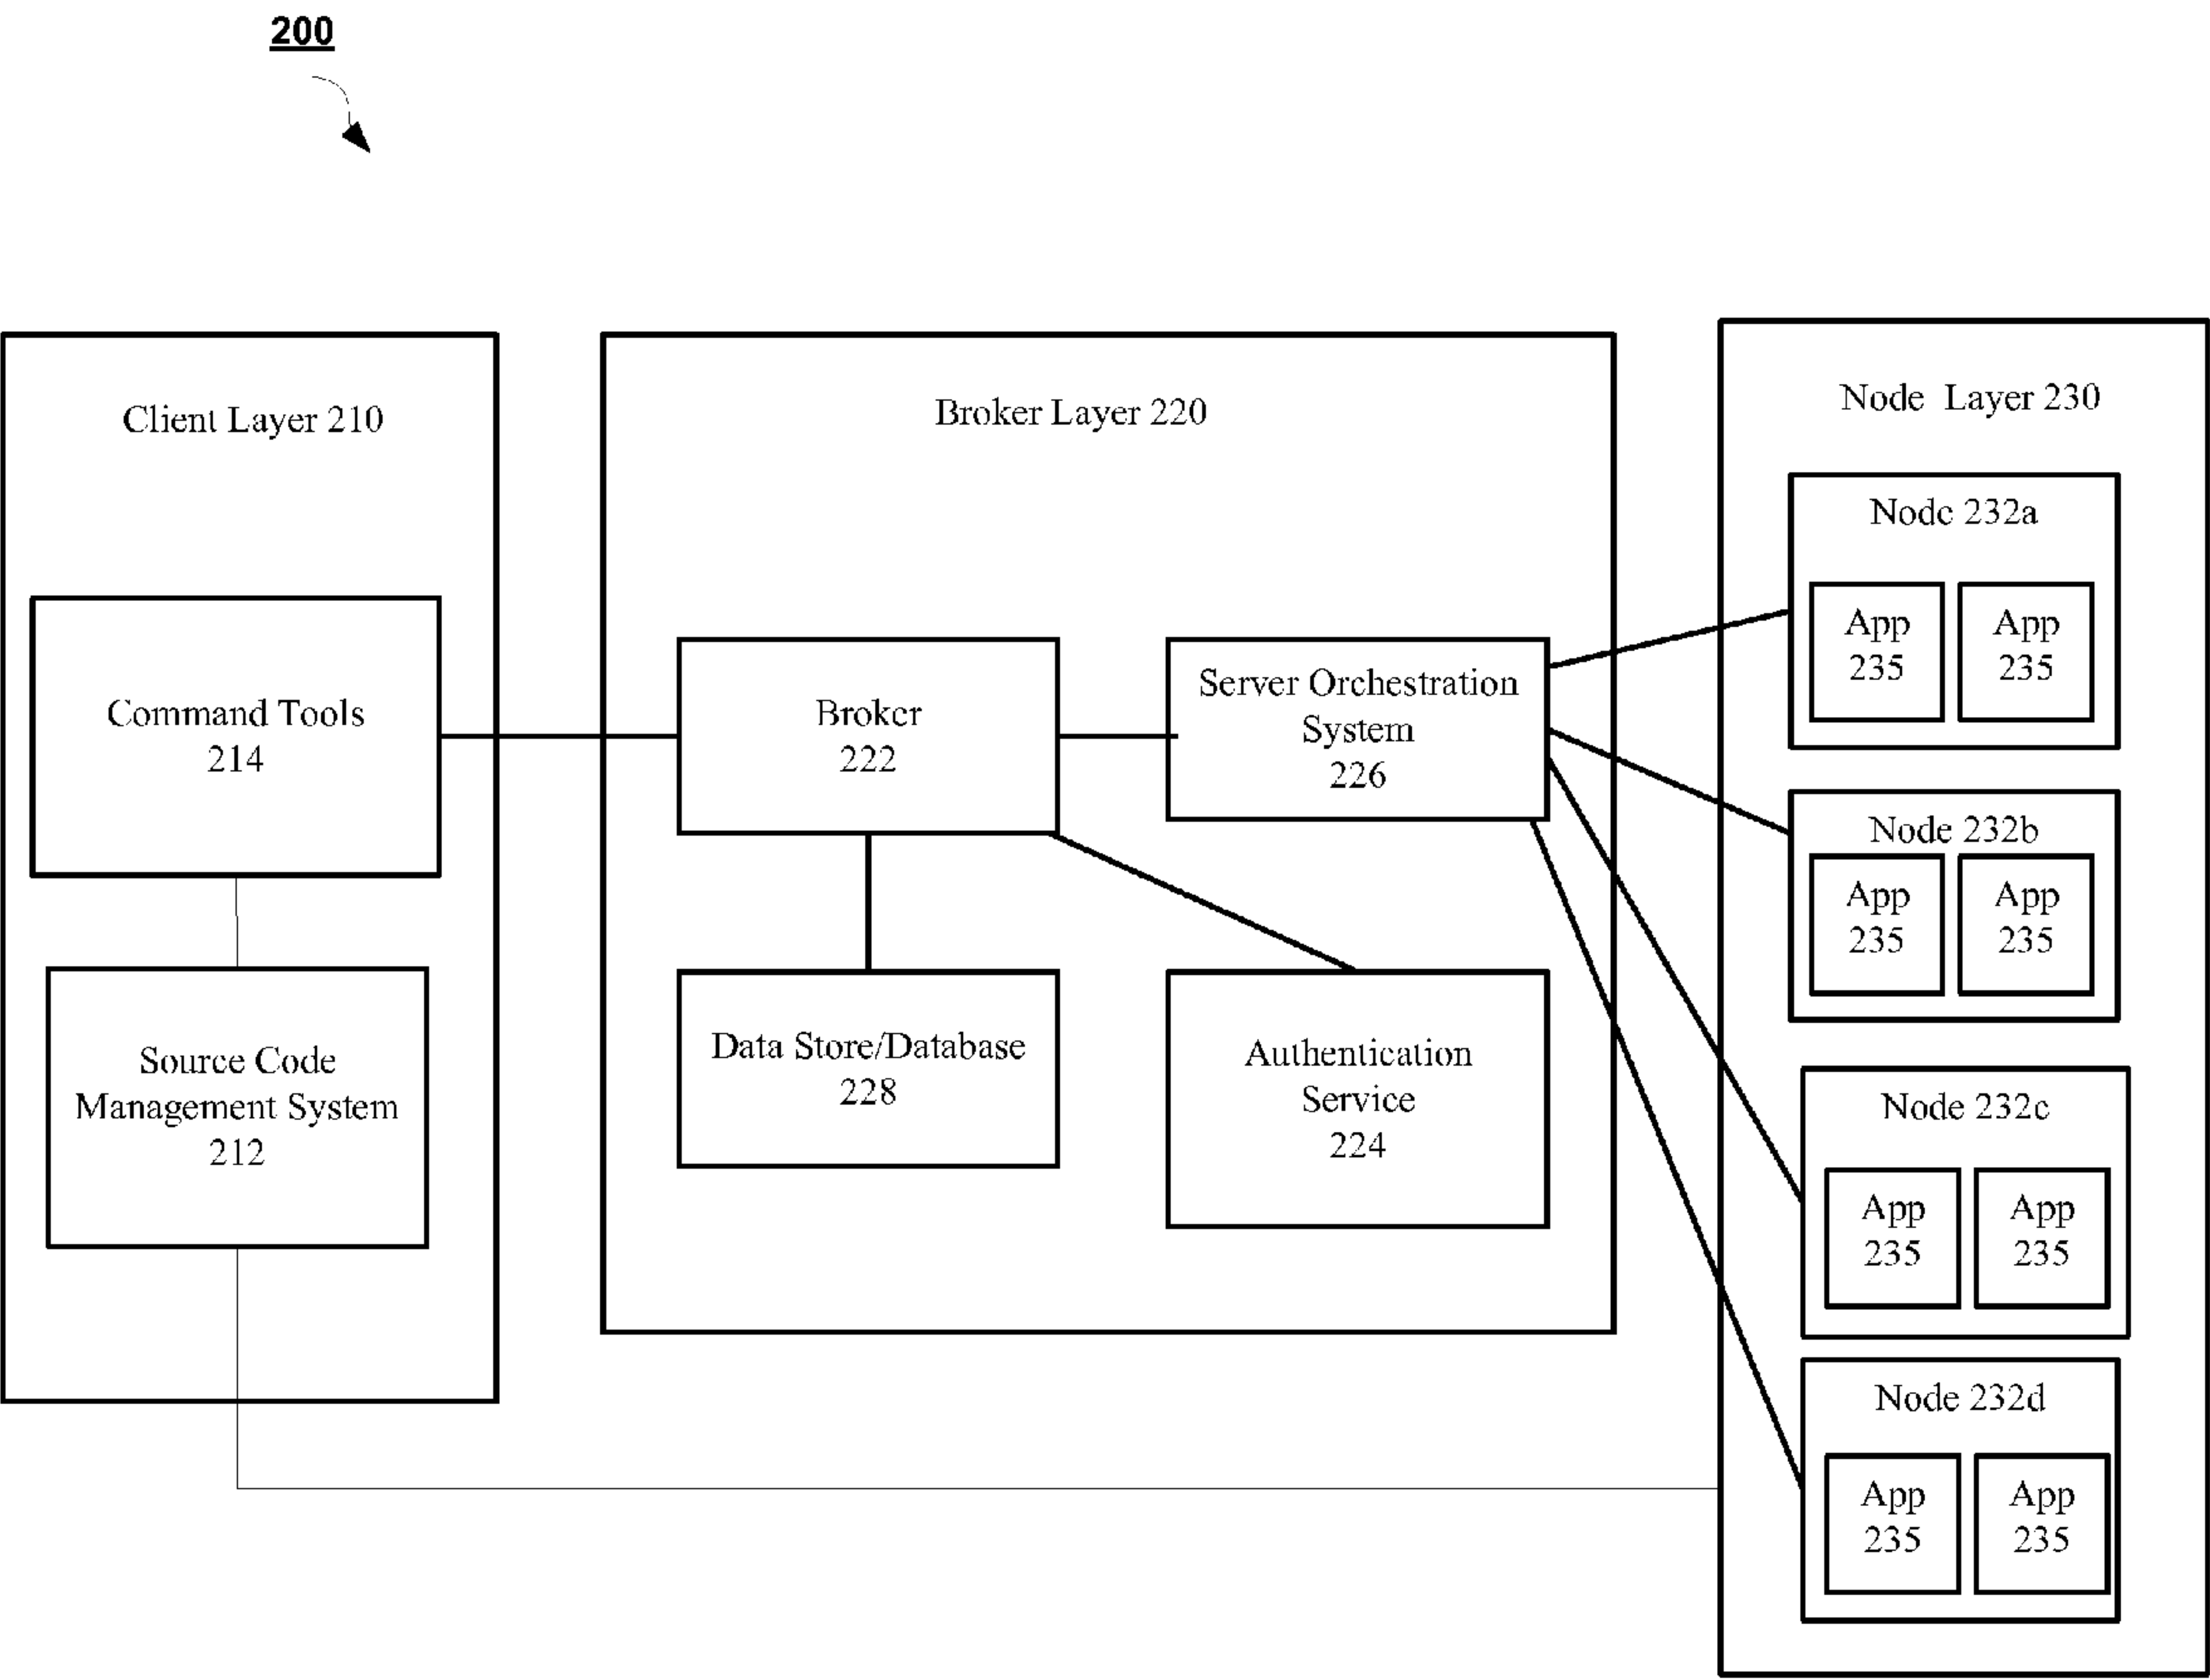 200
Client Layer 210
Command Tools
214
Source Code
Management System
212
Broker Layer 220
Broker
222
Server Orchestration
System
226
Data Store/Database
228
Authentication
Service
224
Node Layer 230
Node 232a
App
235
App
235
Node 232b
App
235
App
235
Node 232c
App
235
App
235
Node 232d
App
235
App
235